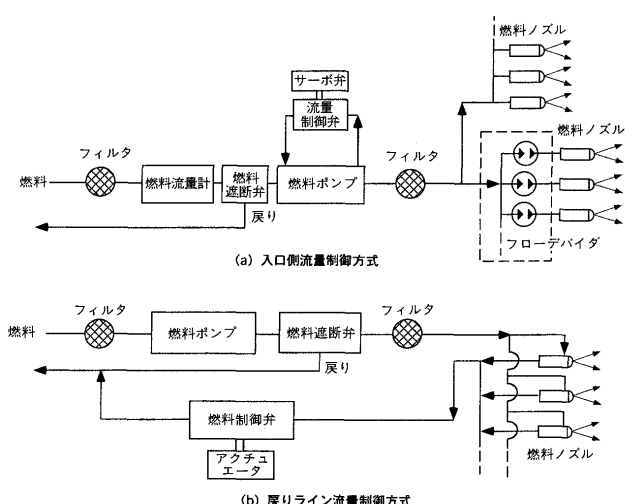 燃料ノズル
サーボ弁
流量
制御弁
燃料ノズル
フィルタ
フィルタ
燃料
燃料流量計
燃料
遮断弁
燃料ポンプ
戻り
フローデバイダ
(a) 入口側流量制御方式
フィルタ
フィルタ
燃料
燃料ポンプ
燃料遮断弁
戻り
燃料制御弁
アクチュ
エータ
燃料ノズル
(b) 戻りライン流量制御方式